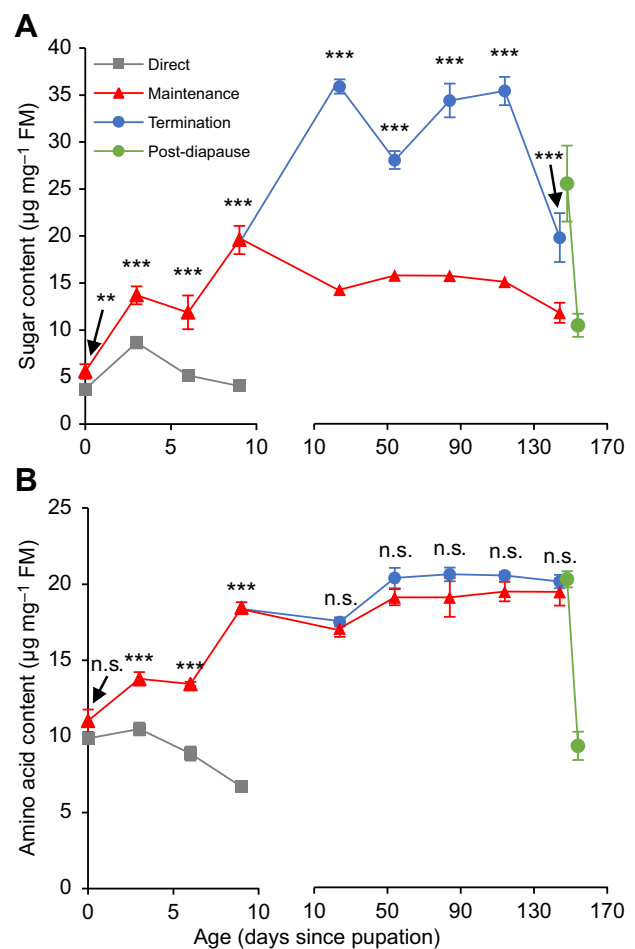 A
Sugar content (µg mg⁻¹ FM)
40
35
30
25
20
15
10
5
0
Direct
Maintenance
Termination
Post-diapause
**
***
***
***
***
***
***
***
***
0
5
10
10
50
90
130
170
B
Amino acid content (µg mg⁻¹ FM)
25
20
15
10
5
0
n.s.
***
***
***
n.s.
n.s.
n.s.
n.s.
n.s.
0
5
10
10
50
90
130
170
Age (days since pupation)